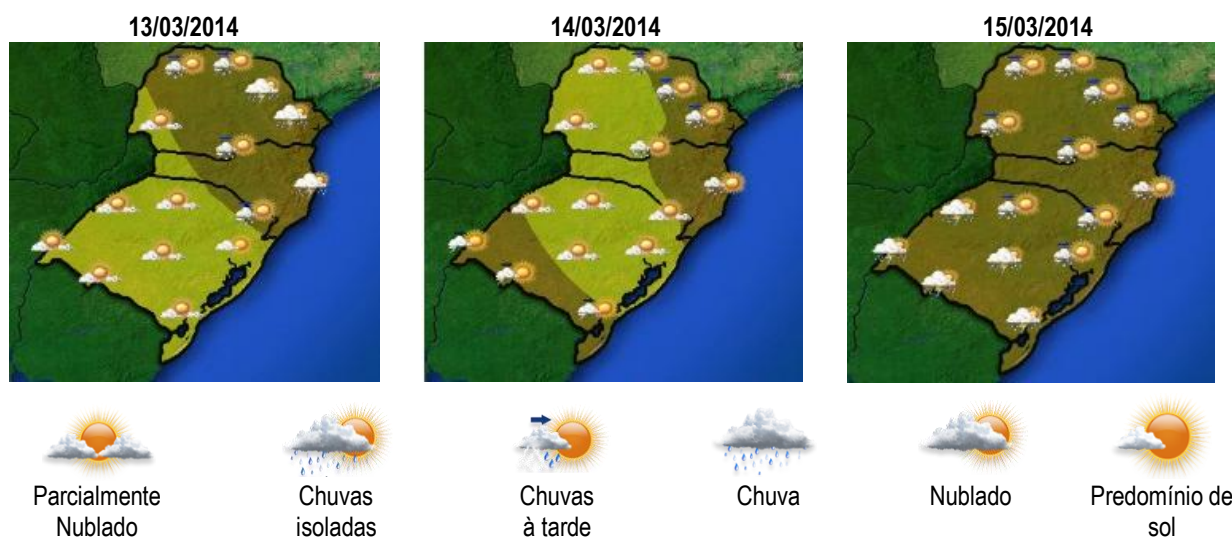 13/03/2014
14/03/2014
15/03/2014
Parcialmente
Nublado
Chuvas
isoladas
Chuvas
à tarde
Chuva
Nublado
Predomínio de
sol